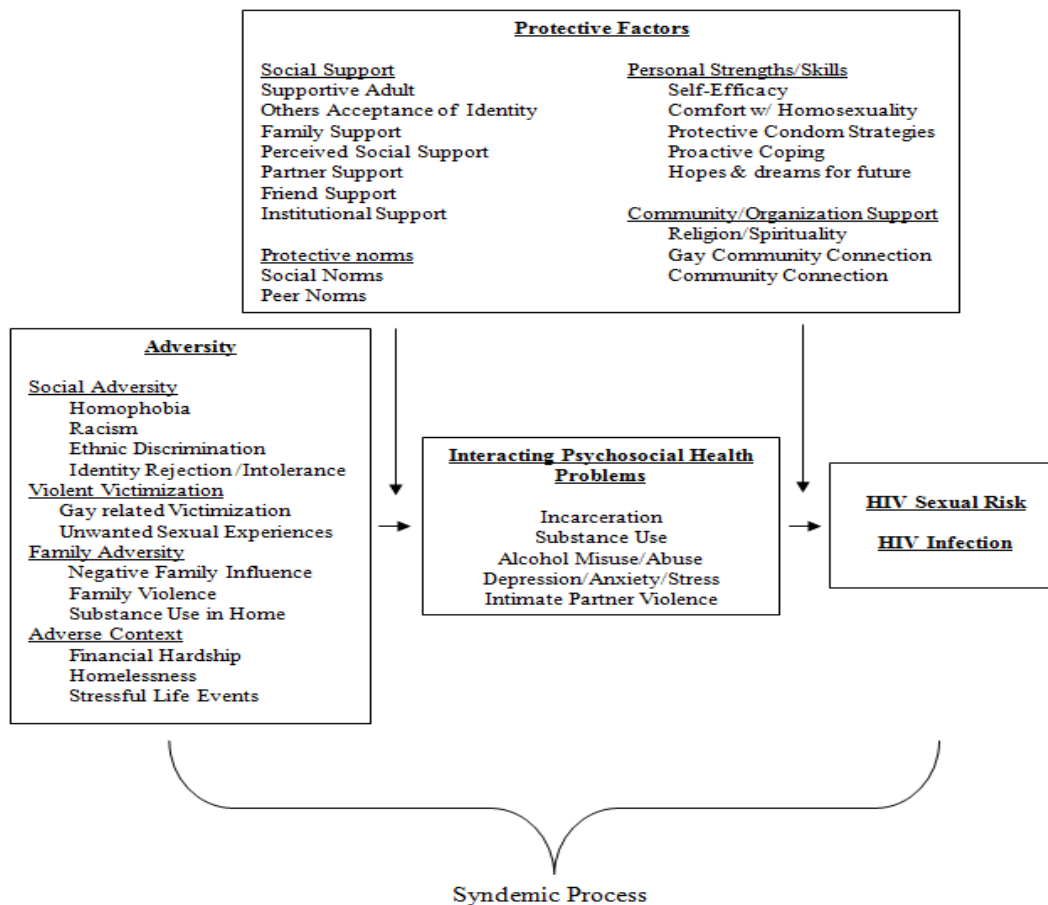 Protective Factors
Social Support
Supportive Adult
Others Acceptance of Identity
Family Support
Perceived Social Support
Partner Support
Friend Support
Institutional Support
Protective norms
Social Norms
Peer Norms
Personal Strengths/Skills
Self-Efficacy
Comfort w/ Homosexuality
Protective Condom Strategies
Proactive Coping
Hopes & dreams for future
Community/Organization Support
Religion/Spirituality
Gay Community Connection
Community Connection
Adversity
Social Adversity
Homophobia
Racism
Ethnic Discrimination
Identity Rejection/Intolerance
Violent Victimization
Gay related Victimization
Unwanted Sexual Experiences
Family Adversity
Negative Family Influence
Family Violence
Substance Use in Home
Adverse Context
Financial Hardship
Homelessness
Stressful Life Events
Interacting Psychosocial Health
Problems
Incarceration
Substance Use
Alcohol Misuse/Abuse
Depression/Anxiety/Stress
Intimate Partner Violence
HIV Sexual Risk
HIV Infection
Syndemic Process